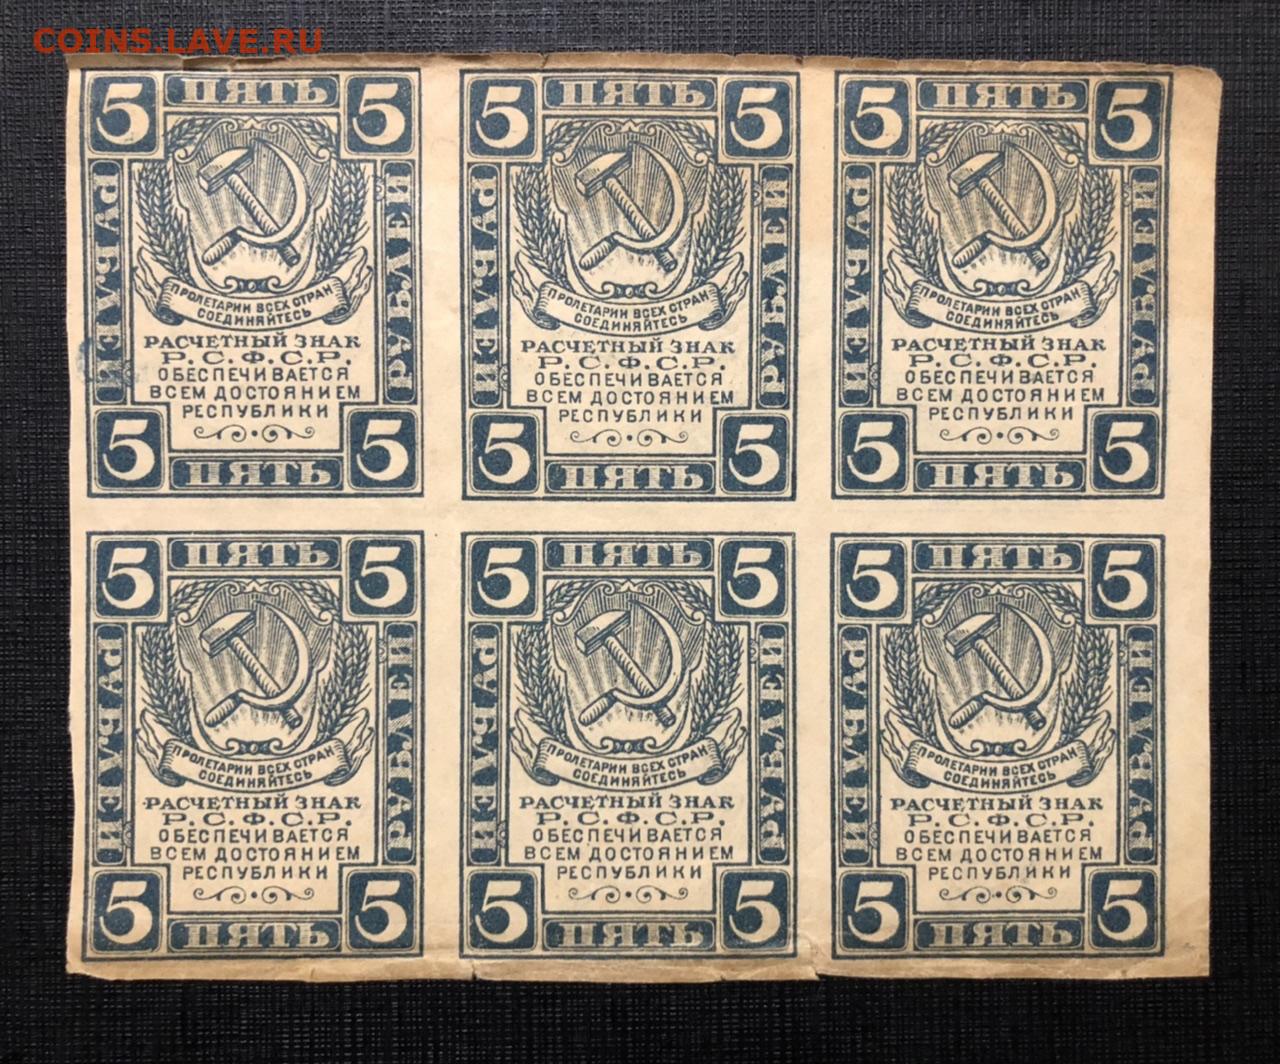 COINS.LAVE.RU
5 ПЯТЬ 5
РУБЛЕЙ
РУБЛЕЙ
ПРОЛЕТАРИИ ВСЕХ СТРАН
СОЕДИНЯЙТЕСЬ
РАСЧЕТНЫЙ ЗНАК
Р.С.Ф.С.Р.
ОБЕСПЕЧИВАЕТСЯ
ВСЕМ ДОСТОЯНИЕМ
РЕСПУБЛИКИ
5 ПЯТЬ 5
5 ПЯТЬ 5
РУБЛЕЙ
РУБЛЕЙ
ПРОЛЕТАРИИ ВСЕХ СТРАН
СОЕДИНЯЙТЕСЬ
РАСЧЕТНЫЙ ЗНАК
Р.С.Ф.С.Р.
ОБЕСПЕЧИВАЕТСЯ
ВСЕМ ДОСТОЯНИЕМ
РЕСПУБЛИКИ
5 ПЯТЬ 5
5 ПЯТЬ 5
РУБЛЕЙ
РУБЛЕЙ
ПРОЛЕТАРИИ ВСЕХ СТРАН
СОЕДИНЯЙТЕСЬ
РАСЧЕТНЫЙ ЗНАК
Р.С.Ф.С.Р.
ОБЕСПЕЧИВАЕТСЯ
ВСЕМ ДОСТОЯНИЕМ
РЕСПУБЛИКИ
5 ПЯТЬ 5
5 ПЯТЬ 5
РУБЛЕЙ
РУБЛЕЙ
ПРОЛЕТАРИИ ВСЕХ СТРАН
СОЕДИНЯЙТЕСЬ
РАСЧЕТНЫЙ ЗНАК
Р.С.Ф.С.Р.
ОБЕСПЕЧИВАЕТСЯ
ВСЕМ ДОСТОЯНИЕМ
РЕСПУБЛИКИ
5 ПЯТЬ 5
5 ПЯТЬ 5
РУБЛЕЙ
РУБЛЕЙ
ПРОЛЕТАРИИ ВСЕХ СТРАН
СОЕДИНЯЙТЕСЬ
РАСЧЕТНЫЙ ЗНАК
Р.С.Ф.С.Р.
ОБЕСПЕЧИВАЕТСЯ
ВСЕМ ДОСТОЯНИЕМ
РЕСПУБЛИКИ
5 ПЯТЬ 5
5 ПЯТЬ 5
РУБЛЕЙ
РУБЛЕЙ
ПРОЛЕТАРИИ ВСЕХ СТРАН
СОЕДИНЯЙТЕСЬ
РАСЧЕТНЫЙ ЗНАК
Р.С.Ф.С.Р.
ОБЕСПЕЧИВАЕТСЯ
ВСЕМ ДОСТОЯНИЕМ
РЕСПУБЛИКИ
5 ПЯТЬ 5